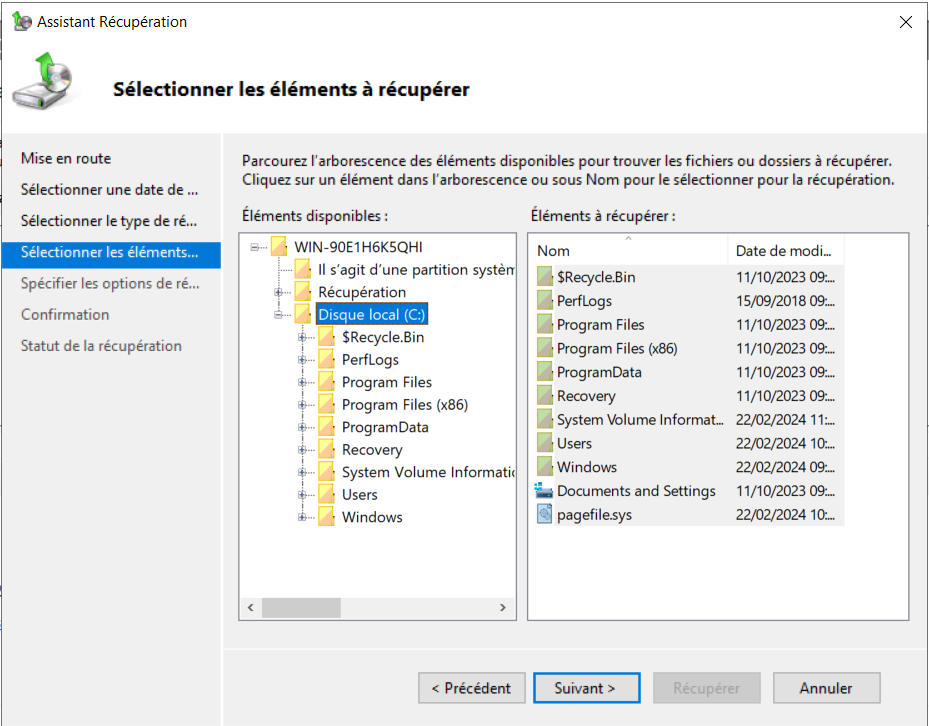 Assistant Récupération
Sélectionner les éléments à récupérer
Mise en route
Sélectionner une date de ...
Sélectionner le type de ré...
Sélectionner les éléments...
Spécifier les options de ré...
Confirmation
Statut de la récupération
Parcourez l'arborescence des éléments disponibles pour trouver les fichiers ou dossiers à récupérer.
Cliquez sur un élément dans l'arborescence ou sous Nom pour le sélectionner pour la récupération.
Éléments disponibles :
WIN-90E1H6K5QHI
Il s'agit d'une partition systèm
Récupération
Disque local (C:)
$Recycle.Bin
PerfLogs
Program Files
Program Files (x86)
ProgramData
Recovery
System Volume Informatic
Users
Windows
Éléments à récupérer :
Nom Date de modi...
$Recycle.Bin 11/10/2023 09:...
PerfLogs 15/09/2018 09:...
Program Files 11/10/2023 09:...
Program Files (x86) 11/10/2023 09:...
ProgramData 11/10/2023 09:...
Recovery 11/10/2023 09:...
System Volume Informat... 22/02/2024 11:...
Users 22/02/2024 10:...
Windows 22/02/2024 09:...
Documents and Settings 11/10/2023 09:...
pagefile.sys 22/02/2024 10:...
< Précédent Suivant > Récupérer Annuler